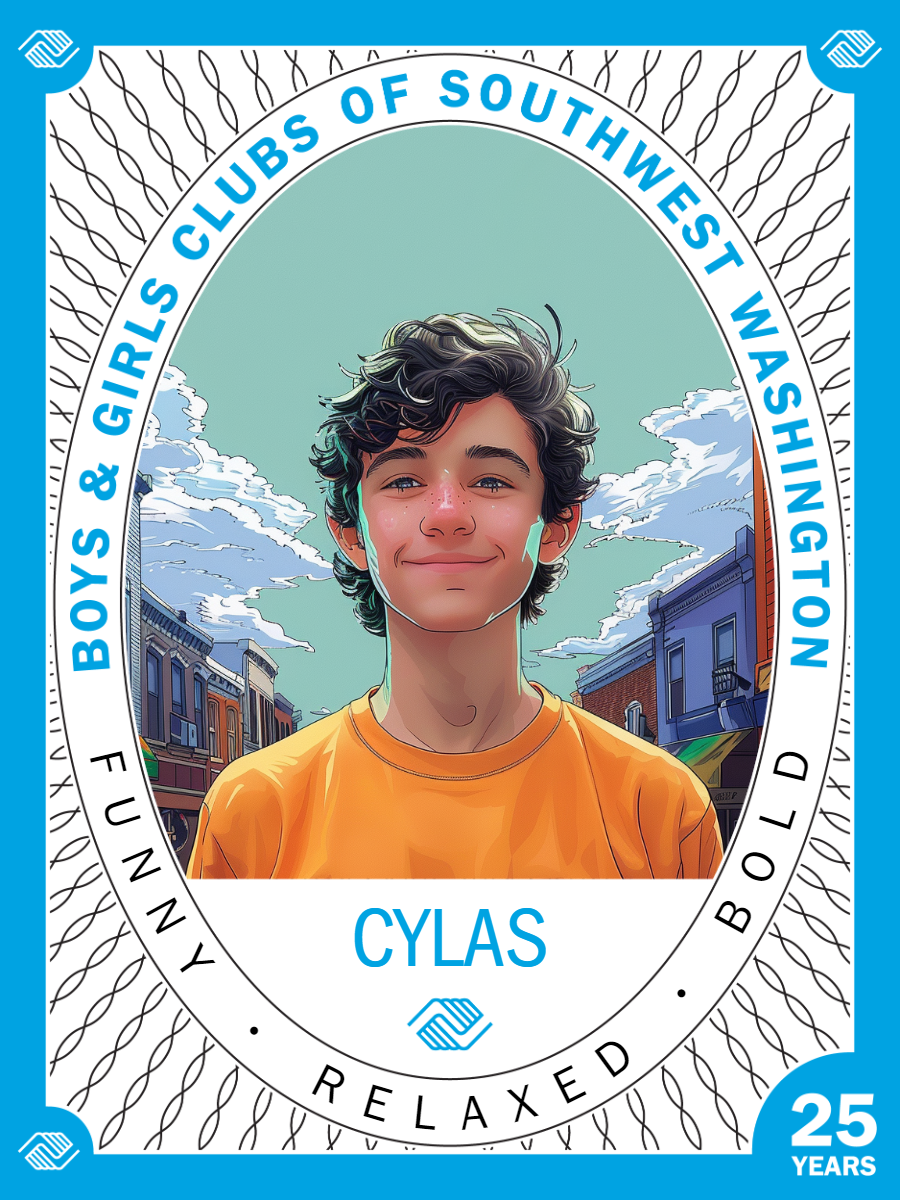 BOYS & GIRLS CLUBS OF SOUTHWEST WASHINGTON
CYLAS
FUNNY • RELAXED • BOLD
25
YEARS